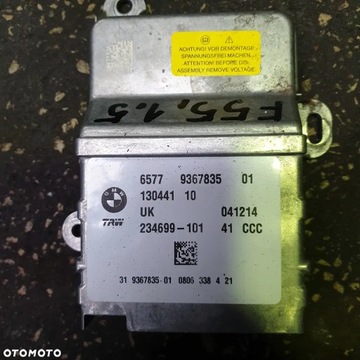 ACHTUNG! VOR DEMONTAGE
SPANNUNGSFREI MACHEN.
ATTENTION! BEFORE DIS-
ASSEMBLY REMOVE VOLTAGE.
F55, 1.5
6577 9367835 01
130441 10
UK 041214
234699-101 41 CCC
BMW
TRW
31 9367835-01 0806 338 4 21
OTOMOTO